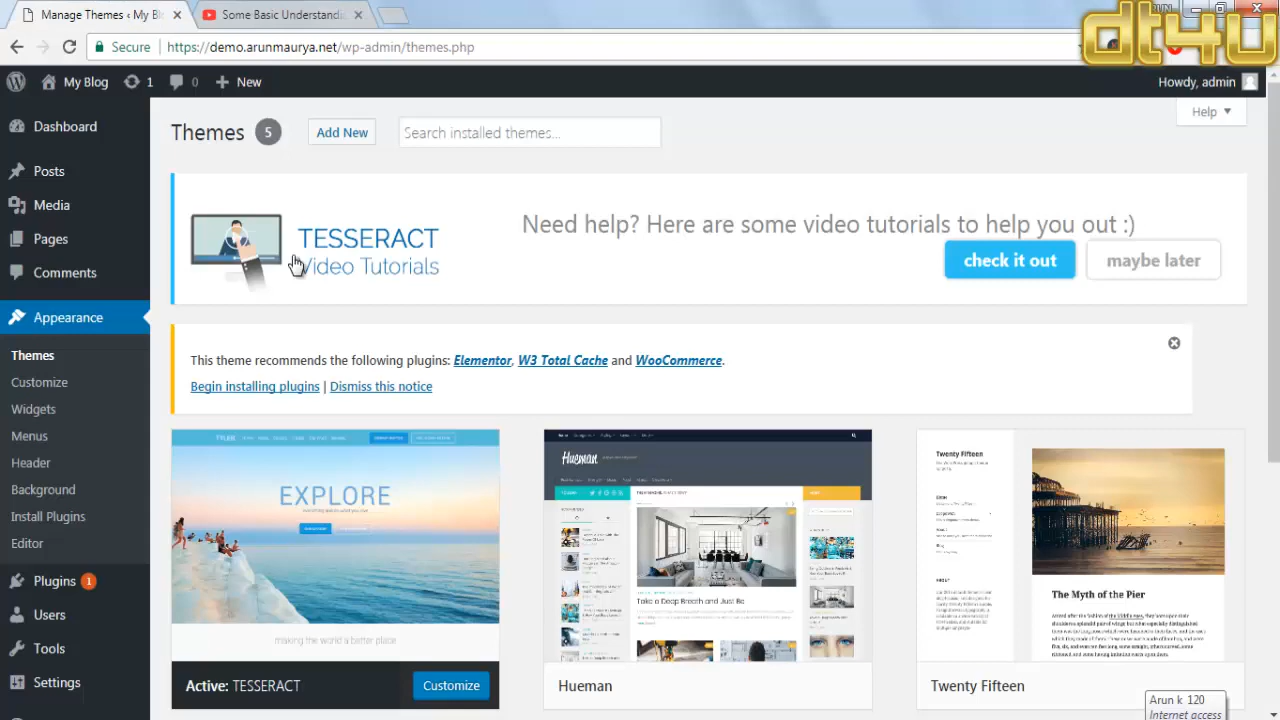 Manage Themes ‹ My Bl
Some Basic Understandi
Secure
https://demo.arunmaurya.net/wp-admin/themes.php
dt4u
My Blog
1
0
New
Howdy, admin
Dashboard
Posts
Media
Pages
Comments
Appearance
Themes
Customize
Widgets
Menus
Header
Background
Install Plugins
Editor
Plugins 1
Users
Tools
Settings
Themes 5
Add New
Search installed themes...
Help
TESSERACT
Video Tutorials
Need help? Here are some video tutorials to help you out :)
check it out
maybe later
This theme recommends the following plugins: Elementor, W3 Total Cache and WooCommerce.
Begin installing plugins | Dismiss this notice
EXPLORE
making the world a better place
Active: TESSERACT
Customize
Hueman
Take a Deep Breath and Just Be
Hueman
Twenty Fifteen
The Myth of the Pier
Twenty Fifteen
Arun k 120
Internet access